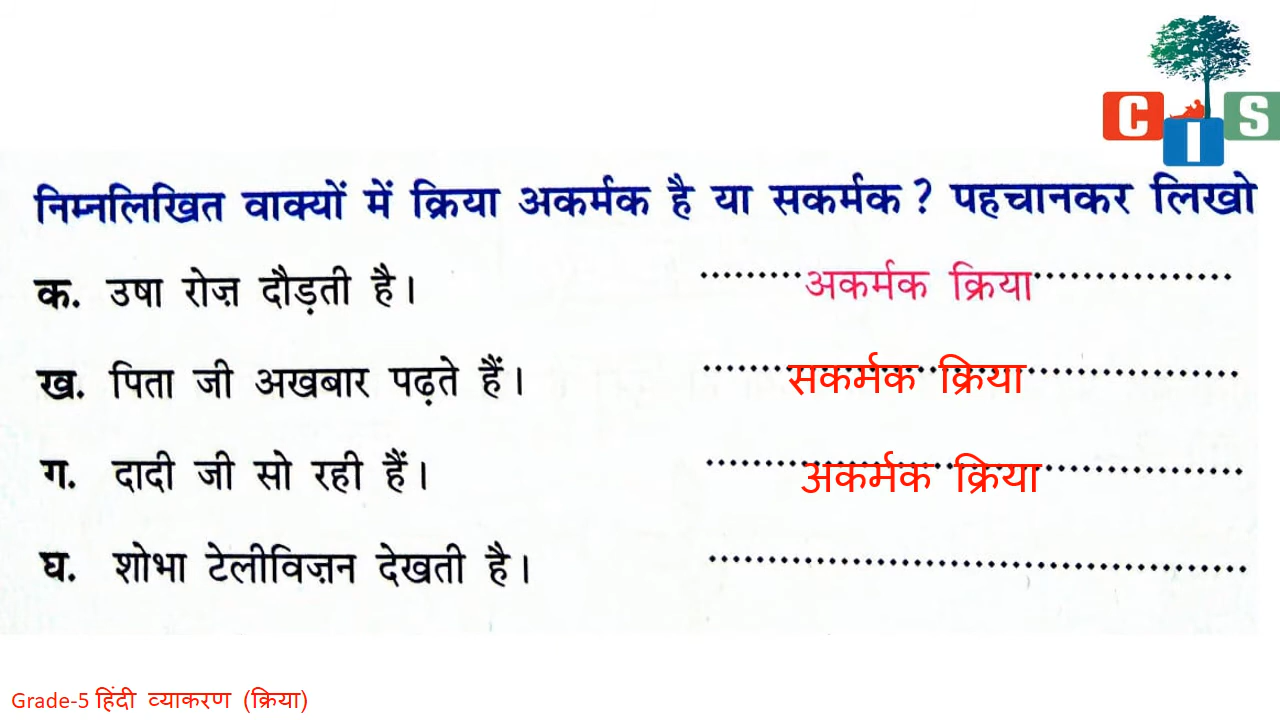 CIS
निम्नलिखित वाक्यों में क्रिया अकर्मक है या सकर्मक? पहचानकर लिखो
क. उषा रोज़ दौड़ती है। ..........अकर्मक क्रिया.................
ख. पिता जी अखबार पढ़ते हैं। ........सकर्मक क्रिया..................
ग. दादी जी सो रही हैं। ........अकर्मक क्रिया.................
घ. शोभा टेलीविज़न देखती है। .............................................
Grade-5 हिंदी व्याकरण (क्रिया)